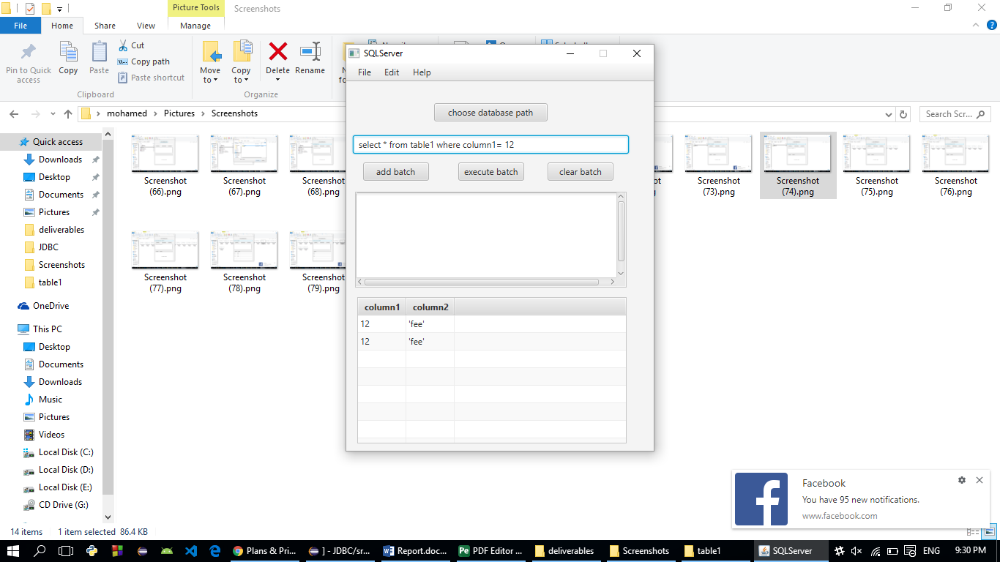 Picture Tools
Screenshots
File
Home
Share
View
Manage
Pin to Quick access
Copy
Paste
Cut
Copy path
Paste shortcut
Clipboard
Move to
Copy to
Delete
Rename
Organize
mohamed
Pictures
Screenshots
Search Scr...
Quick access
Downloads
Desktop
Documents
Pictures
deliverables
JDBC
Screenshots
table1
OneDrive
This PC
Desktop
Documents
Downloads
Music
Pictures
Videos
Local Disk (C:)
Local Disk (D:)
Local Disk (E:)
CD Drive (G:)
Screenshot (66).png
Screenshot (67).png
Screenshot (68).png
(73).png
Screenshot
Screenshot (74).png
Screenshot (75).png
Screenshot (76).png
Screenshot (77).png
Screenshot (78).png
Screenshot (79).png
SQLServer
File Edit Help
choose database path
select * from table1 where column1= 12
add batch
execute batch
clear batch
column1 column2
12 'fee'
12 'fee'
Facebook
You have 95 new notifications.
www.facebook.com
14 items 1 item selected 86.4 KB
Plans & Pri...
] - JDBC/sr...
Report.doc...
PDF Editor ...
deliverables
Screenshots
table1
SQLServer
ENG
9:30 PM